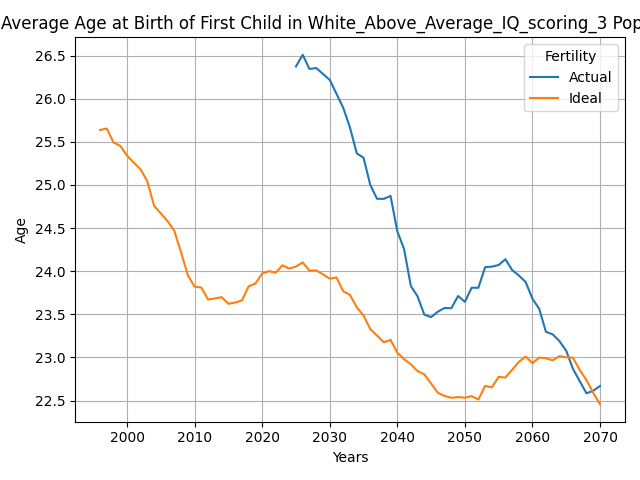 Average Age at Birth of First Child in White_Above_Average_IQ_scoring_3 Pop
Fertility
Actual
Ideal
26.5
26.0
25.5
25.0
24.5
24.0
23.5
23.0
22.5
Age
2000 2010 2020 2030 2040 2050 2060 2070
Years